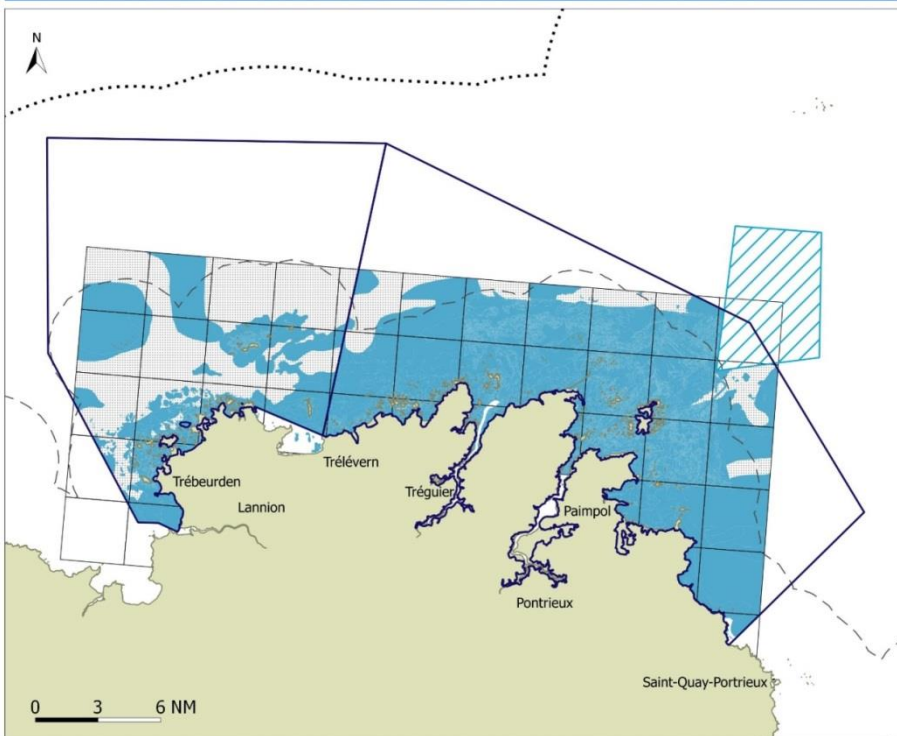 N
Trébeurden
Trélévern
Lannion
Tréguier
Paimpol
Pontrieux
Saint-Quay-Portrieux
0 3 6 NM